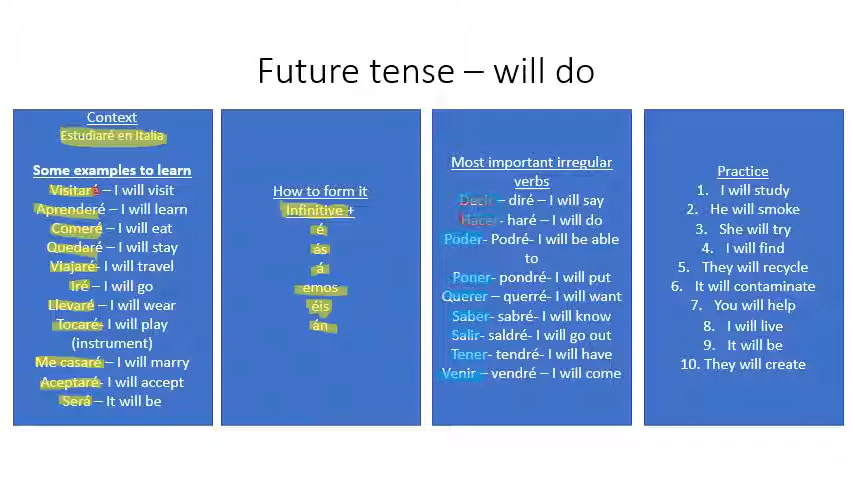 Future tense – will do
Context
Estudiaré en Italia
Some examples to learn
Visitaré – I will visit
Aprenderé – I will learn
Comeré – I will eat
Quedaré – I will stay
Viajaré- I will travel
Iré – I will go
Llevaré – I will wear
Tocaré- I will play
(instrument)
Me casaré – I will marry
Aceptaré- I will accept
Será – It will be
How to form it
Infinitive +
é
ás
á
emos
éis
án
Most important irregular
verbs
Decir – diré – I will say
Hacer- haré – I will do
Poder- Podré- I will be able
to
Poner- pondré- I will put
Querer – querré- I will want
Saber- sabré- I will know
Salir- saldré- I will go out
Tener- tendré- I will have
Venir – vendré – I will come
Practice
1. I will study
2. He will smoke
3. She will try
4. I will find
5. They will recycle
6. It will contaminate
7. You will help
8. I will live
9. It will be
10. They will create